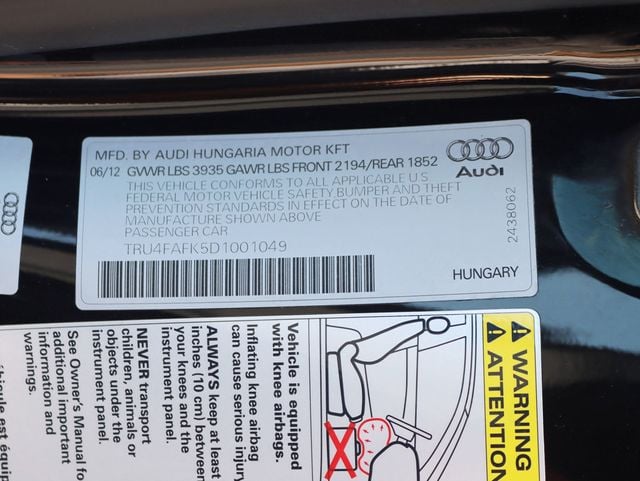 MFD. BY AUDI HUNGARIA MOTOR KFT
06/12 GVWR LBS 3935 GAWR LBS FRONT 2194/REAR 1852
THIS VEHICLE CONFORMS TO ALL APPLICABLE U.S.
FEDERAL MOTOR VEHICLE SAFETY BUMPER AND THEFT
PREVENTION STANDARDS IN EFFECT ON THE DATE OF
MANUFACTURE SHOWN ABOVE
PASSENGER CAR
TRU4FAFK5D1001049
Audi
2438062
HUNGARY
WARNING
ATTENTION
Vehicle is equipped
with knee airbags.
Inflating knee airbag
can cause serious injury
ALWAYS keep at least
inches (10 cm) between
your knees and the
instrument panel.
NEVER transport
children, animals or
objects under the
instrument panel.
See Owner's Manual fo
additional important
information and
warnings.
éhicule est équip